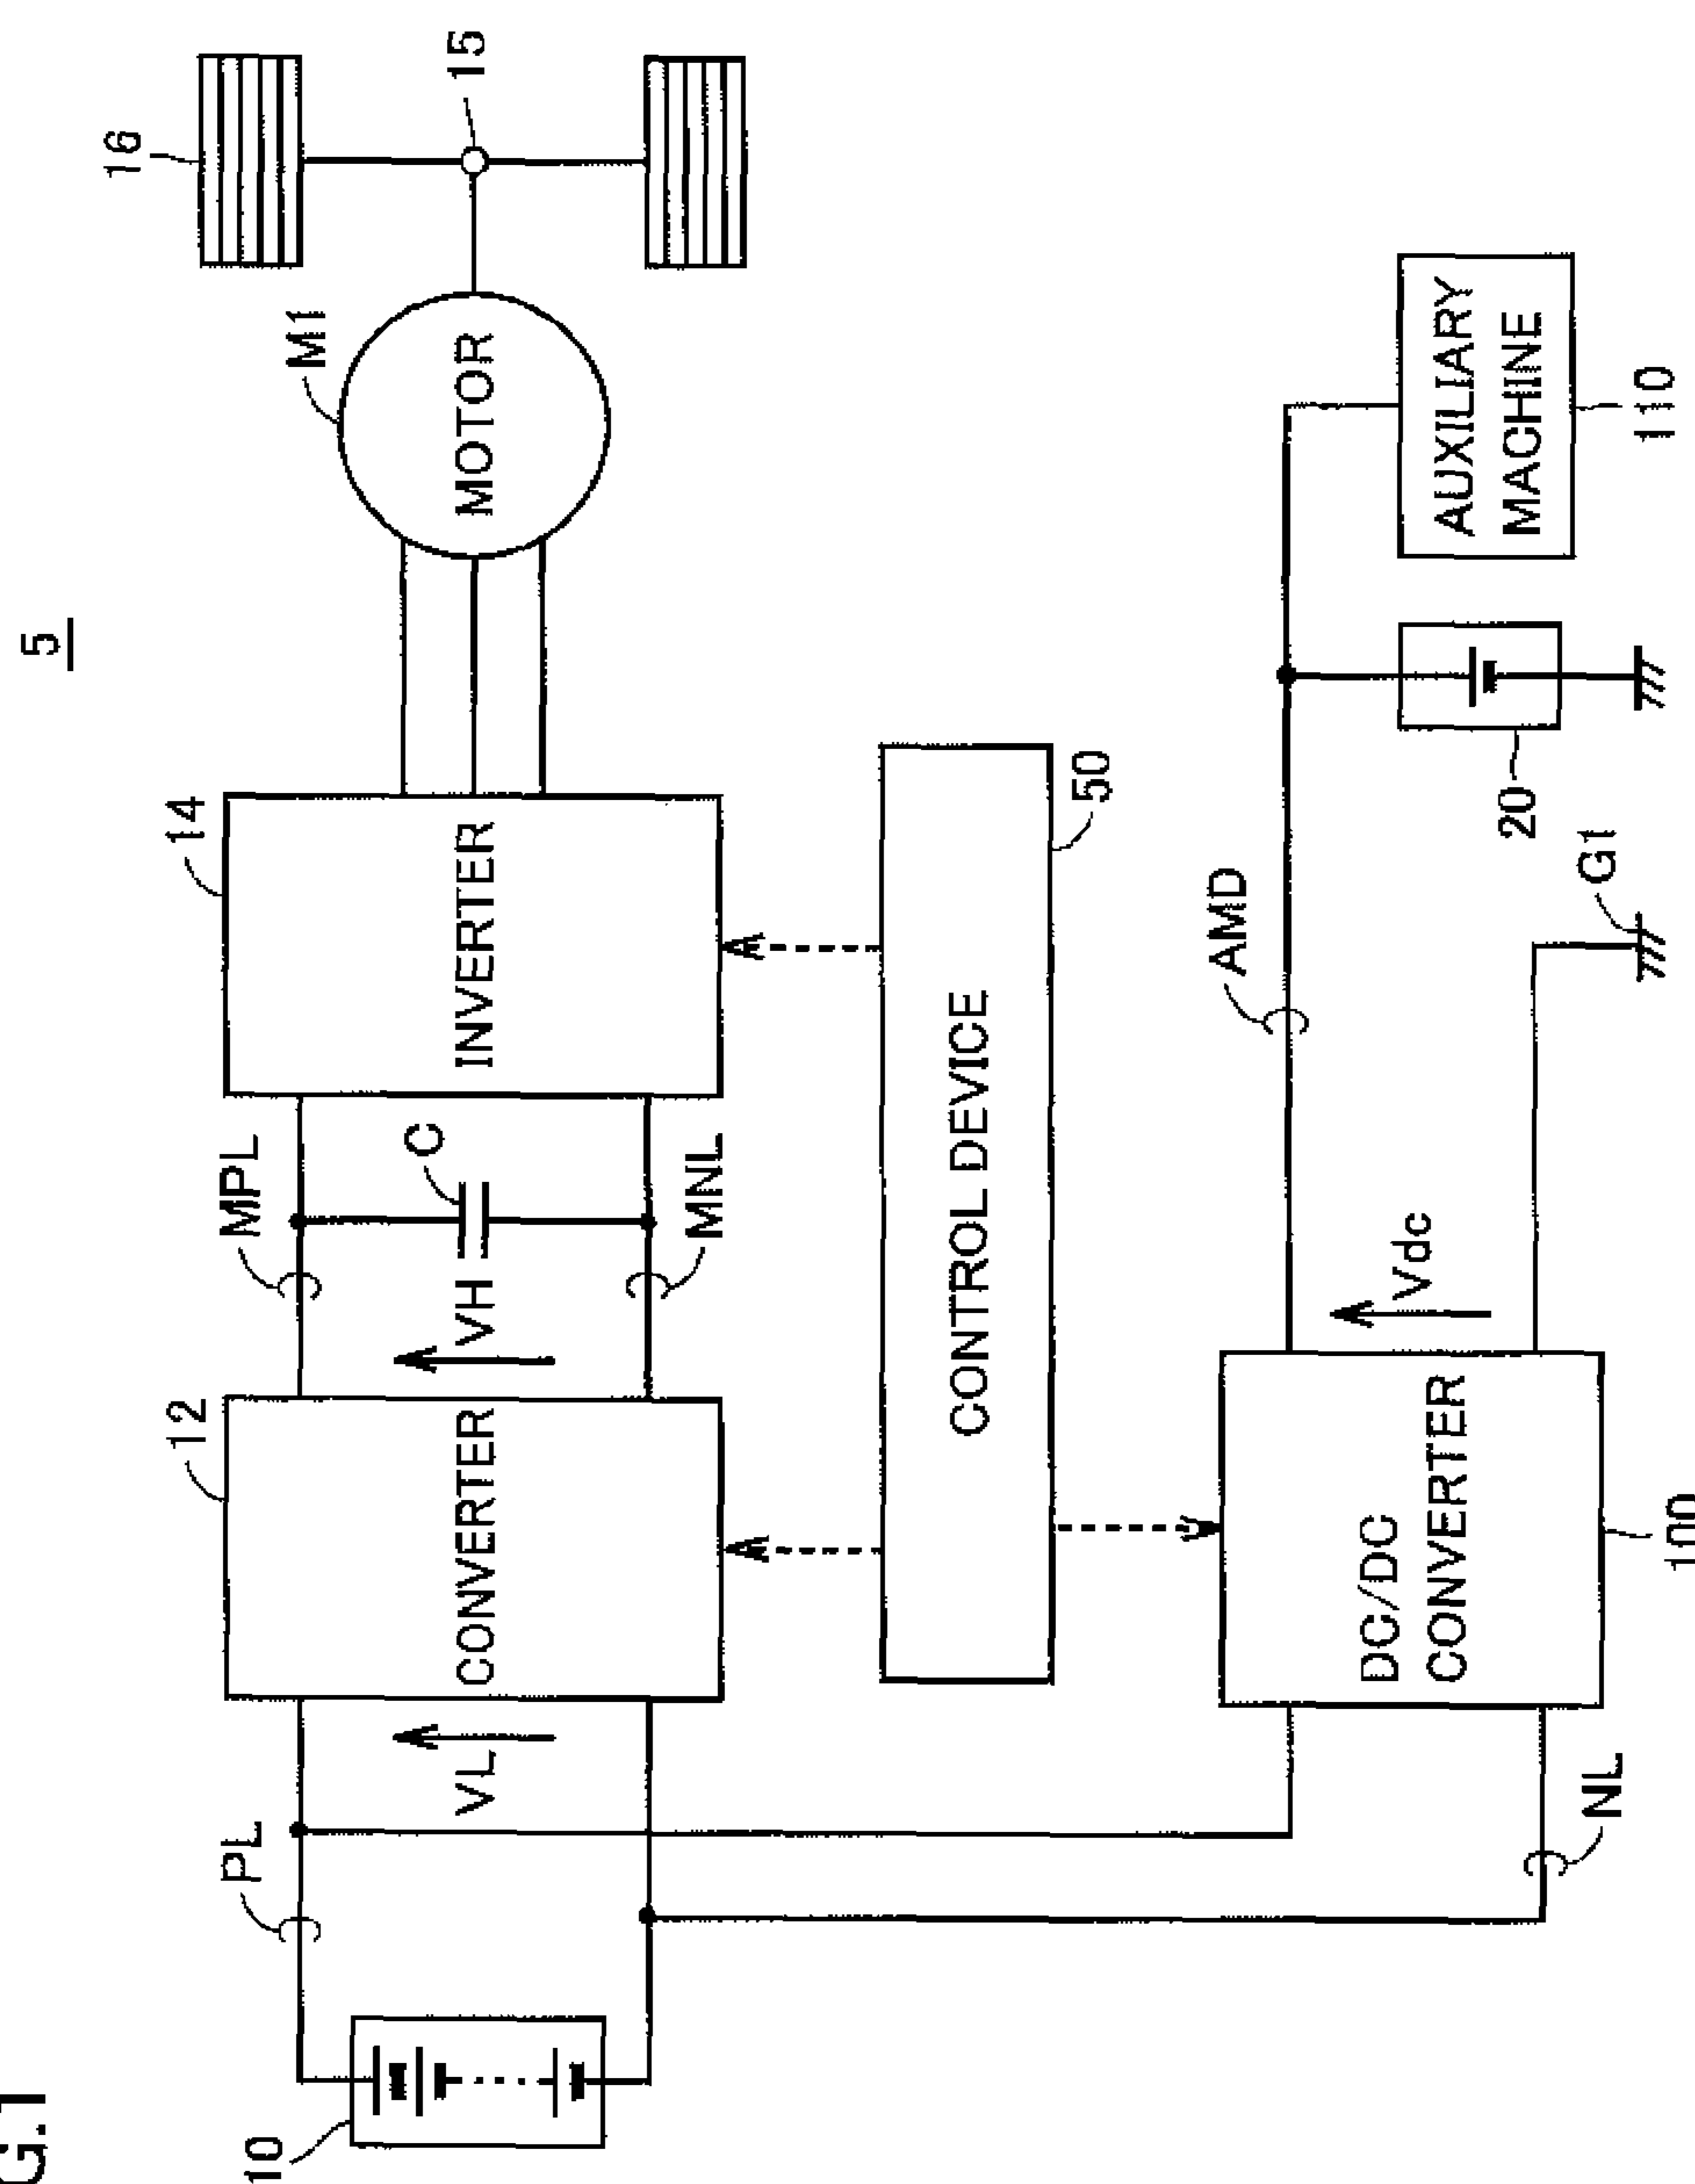 G.1
5
10
PL
VL
12
CONVERTER
VH
MPL
C
MNL
14
INVERTER
M1
MOTOR
16
15
CONTROL DEVICE
50
NL
DC/DC
CONVERTER
100
Vdc
AMD
G1
20
AUXILIARY
MACHINE
110